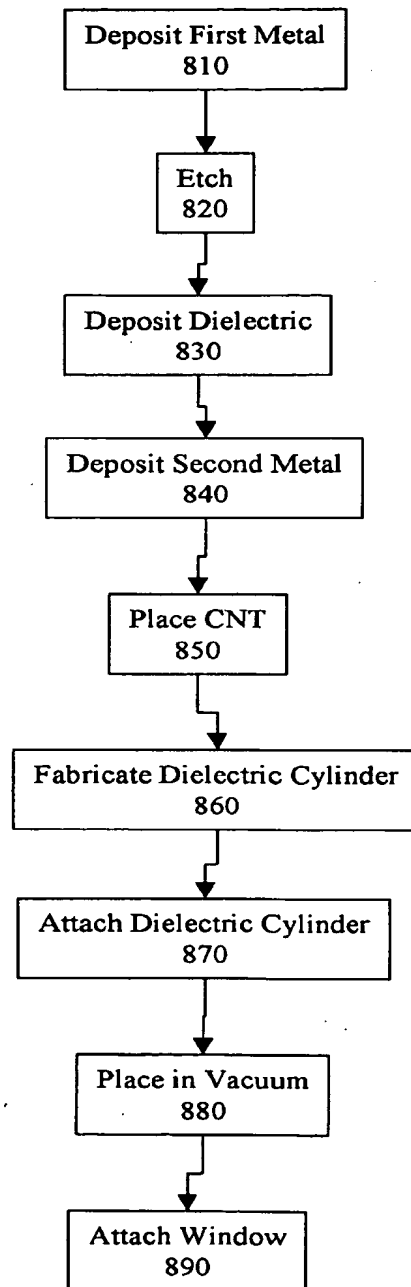 Deposit First Metal
810
Etch
820
Deposit Dielectric
830
Deposit Second Metal
840
Place CNT
850
Fabricate Dielectric Cylinder
860
Attach Dielectric Cylinder
870
Place in Vacuum
880
Attach Window
890